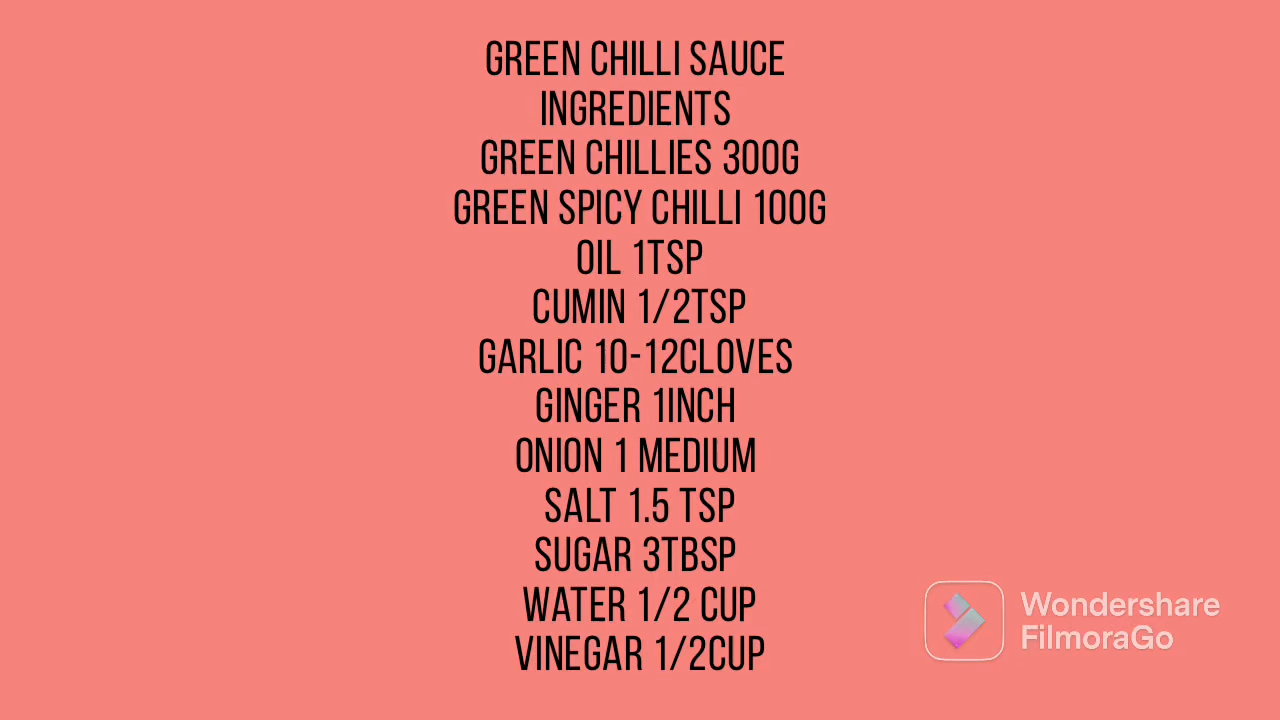 GREEN CHILLI SAUCE
INGREDIENTS
GREEN CHILLIES 300G
GREEN SPICY CHILLI 100G
OIL 1TSP
CUMIN 1/2TSP
GARLIC 10-12CLOVES
GINGER 1INCH
ONION 1 MEDIUM
SALT 1.5 TSP
SUGAR 3TBSP
WATER 1/2 CUP
VINEGAR 1/2CUP
Wondershare
FilmoraGo